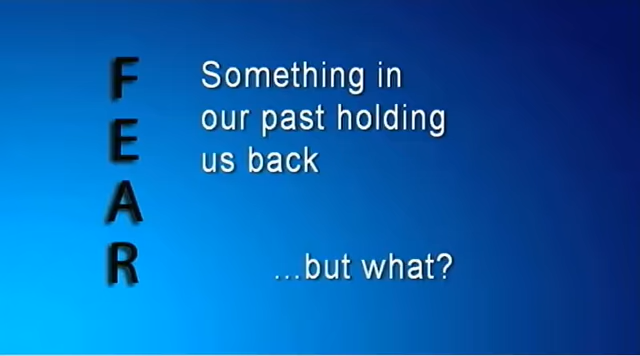 F
E
A
R
Something in
our past holding
us back
...but what?